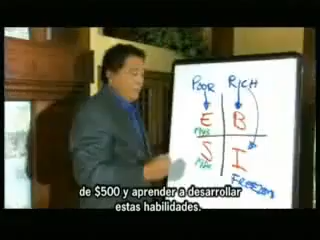 POOR RICH
E B
S I
FREEDOM
de $500 y aprender a desarrollar
estas habilidades.